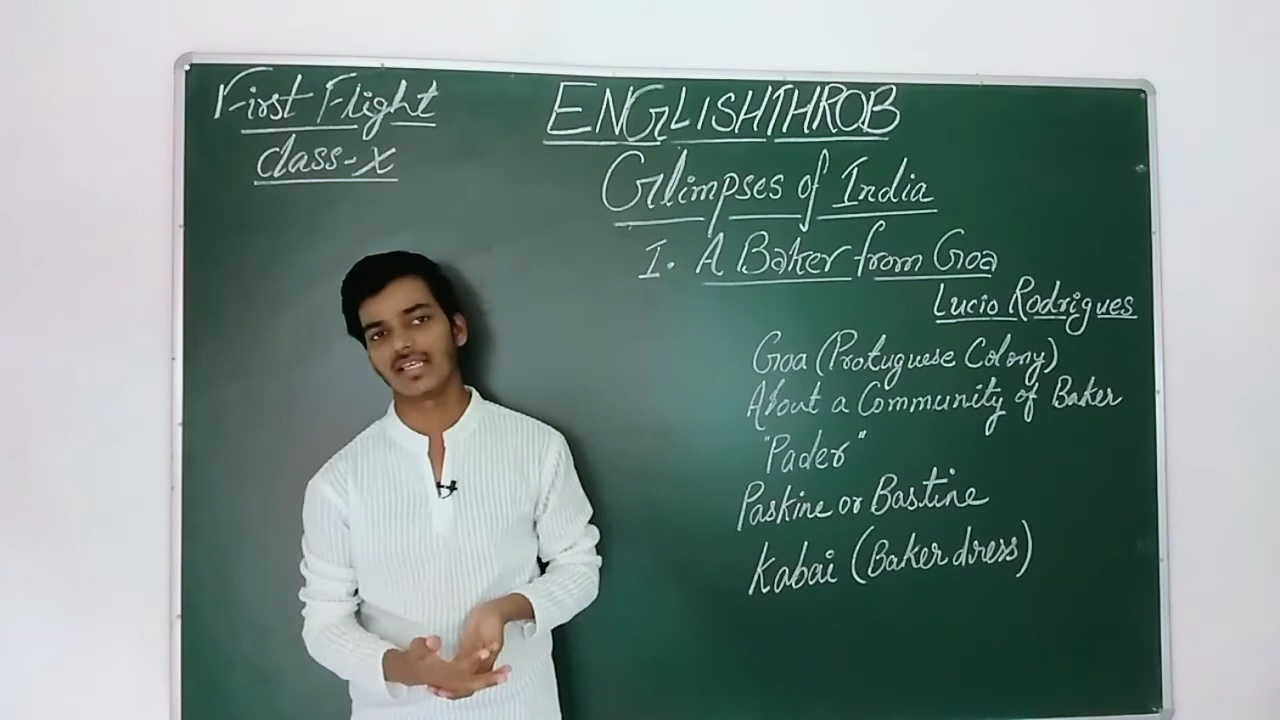 First Flight
Class-X
ENGLISHTHROB
Glimpses of India
I. A Baker from Goa
Lucio Rodrigues
Goa (Protuguese Colony)
About a Community of Baker
"Pader"
Paskine or Bastine
Kabai (Baker dress)